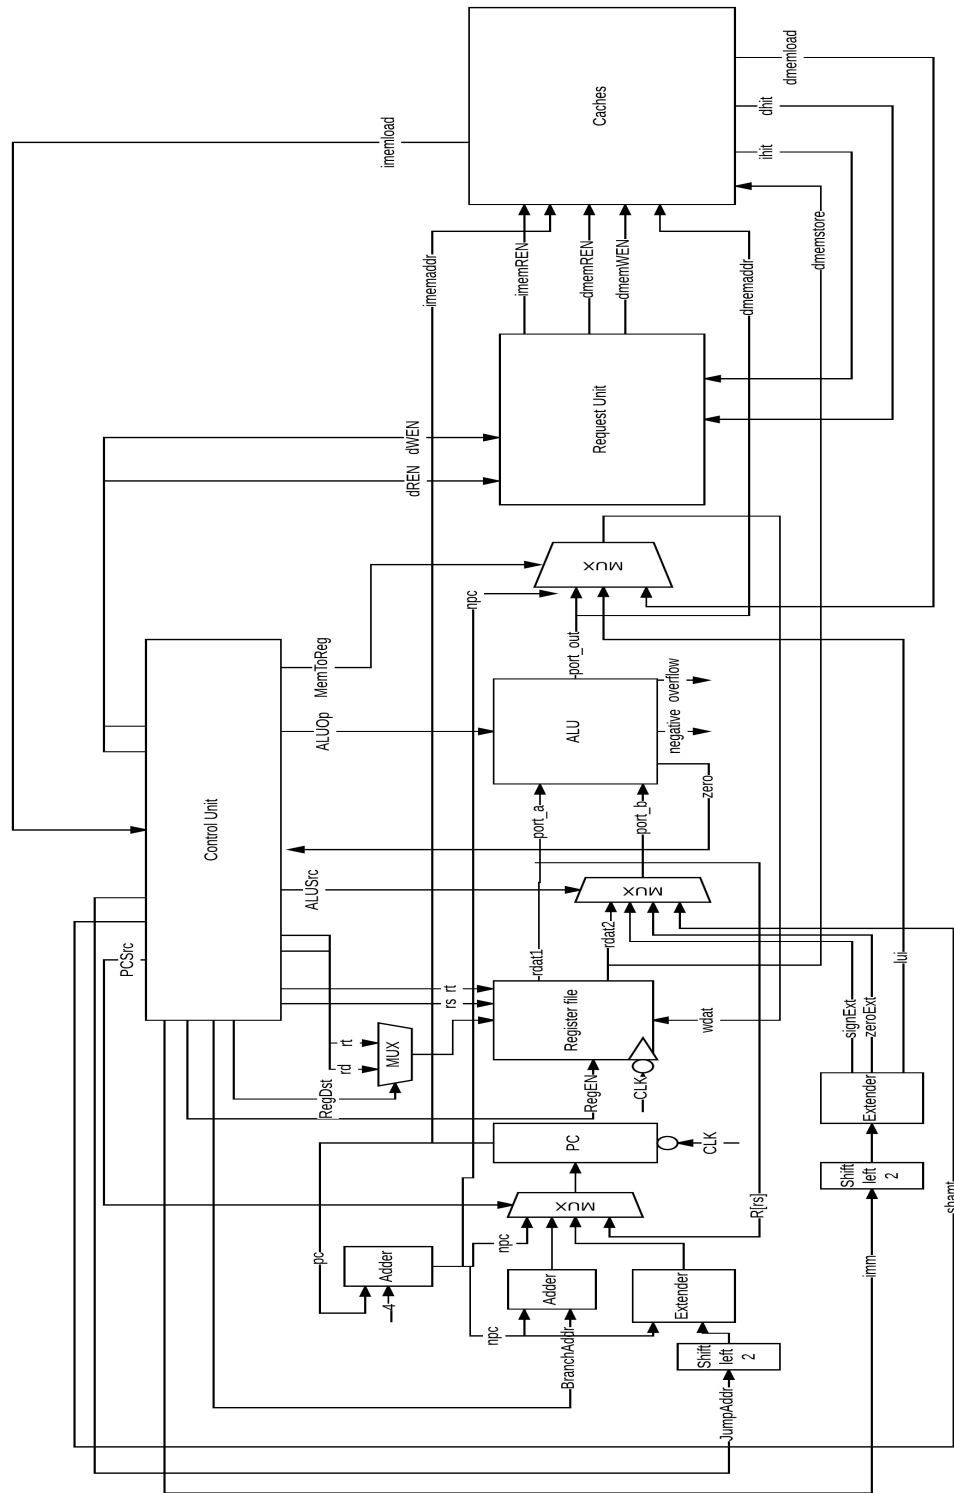 imemload
Caches
dmemload
dhit
ihit
dmemstore
imemaddr
imemREN
dmemREN
dmemWEN
dmemaddr
dREN
dWEN
Request Unit
MUX
npc
MemToReg
ALUOp
ALUSrc
Control Unit
PCSrc
port_out
ALU
negative
overflow
zero
port_a
port_b
MUX
rdat1
rdat2
Register file
rs
rt
wdat
CLK
RegEN
rt
rd
MUX
RegDst
PC
CLK
MUX
R[rs]
pc
Adder
4
npc
npc
Adder
BranchAddr
Extender
Shift
left
2
JumpAddr
signExt
zeroExt
lui
Extender
Shift
left
2
imm
shamt